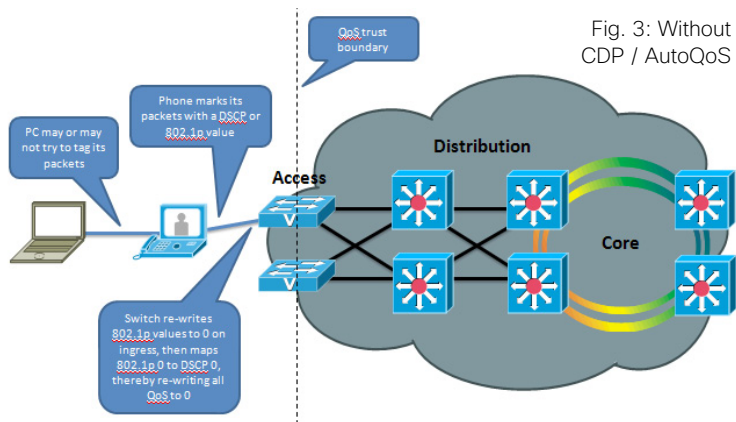 Fig. 3: Without
CDP / AutoQoS
QoS trust
boundary
Phone marks its
packets with a DSCP or
802.1p value
PC may or may
not try to tag its
packets
Distribution
Access
Core
V
V
Switch re-writes
802.1p values to 0 on
ingress, then maps
802.1p 0 to DSCP 0,
thereby re-writing all
QoS to 0